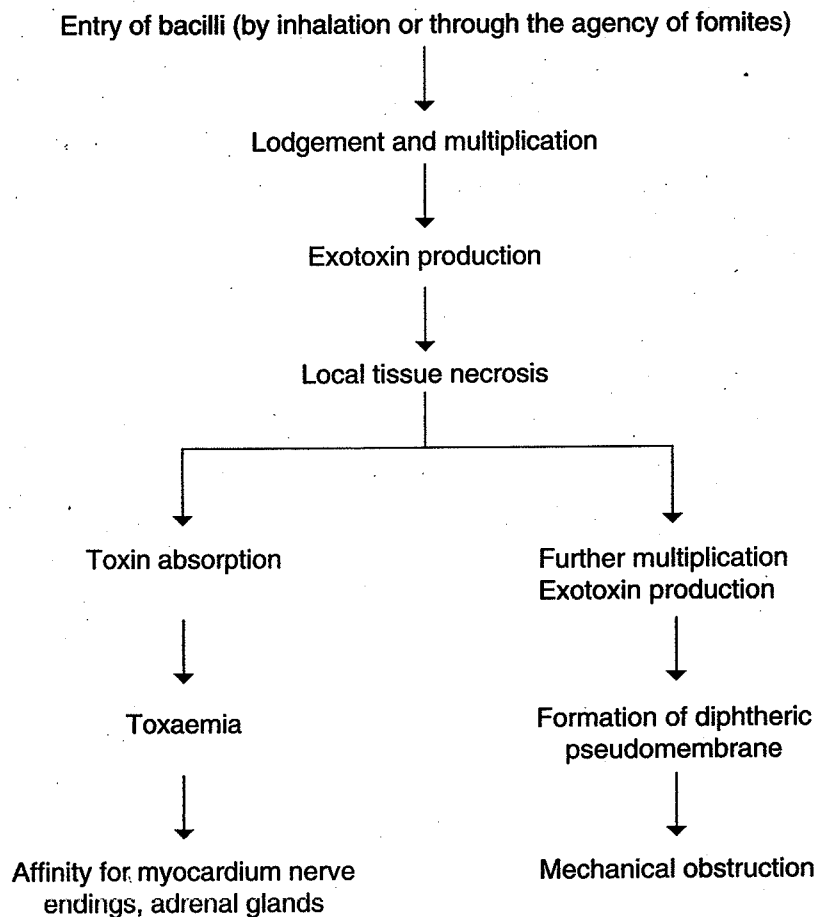 Entry of bacilli (by inhalation or through the agency of fomites)
Lodgement and multiplication
Exotoxin production
Local tissue necrosis
Toxin absorption
Toxaemia
Affinity for myocardium nerve
endings, adrenal glands
Further multiplication
Exotoxin production
Formation of diphtheric
pseudomembrane
Mechanical obstruction